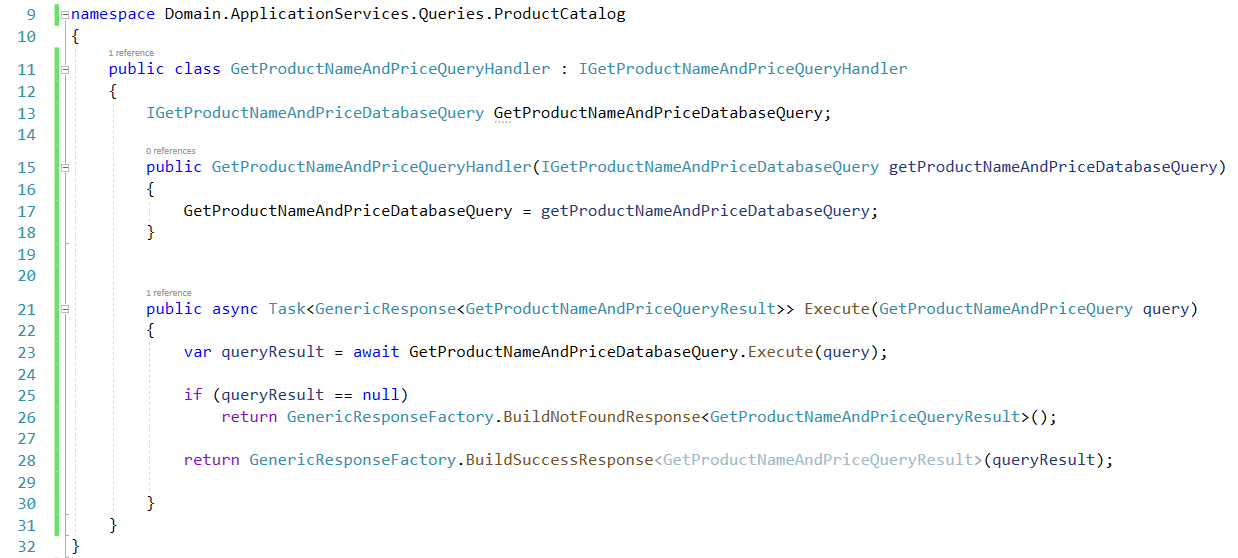 9 namespace Domain.ApplicationServices.Queries.ProductCatalog
10 {
1 reference
11 public class GetProductNameAndPriceQueryHandler : IGetProductNameAndPriceQueryHandler
12 {
13 IGetProductNameAndPriceDatabaseQuery GetProductNameAndPriceDatabaseQuery;
14
0 references
15 public GetProductNameAndPriceQueryHandler(IGetProductNameAndPriceDatabaseQuery getProductNameAndPriceDatabaseQuery)
16 {
17 GetProductNameAndPriceDatabaseQuery = getProductNameAndPriceDatabaseQuery;
18 }
19
20
1 reference
21 public async Task<GenericResponse<GetProductNameAndPriceQueryResult>> Execute(GetProductNameAndPriceQuery query)
22 {
23 var queryResult = await GetProductNameAndPriceDatabaseQuery.Execute(query);
24
25 if (queryResult == null)
26 return GenericResponseFactory.BuildNotFoundResponse<GetProductNameAndPriceQueryResult>();
27
28 return GenericResponseFactory.BuildSuccessResponse<GetProductNameAndPriceQueryResult>(queryResult);
29
30 }
31 }
32 }